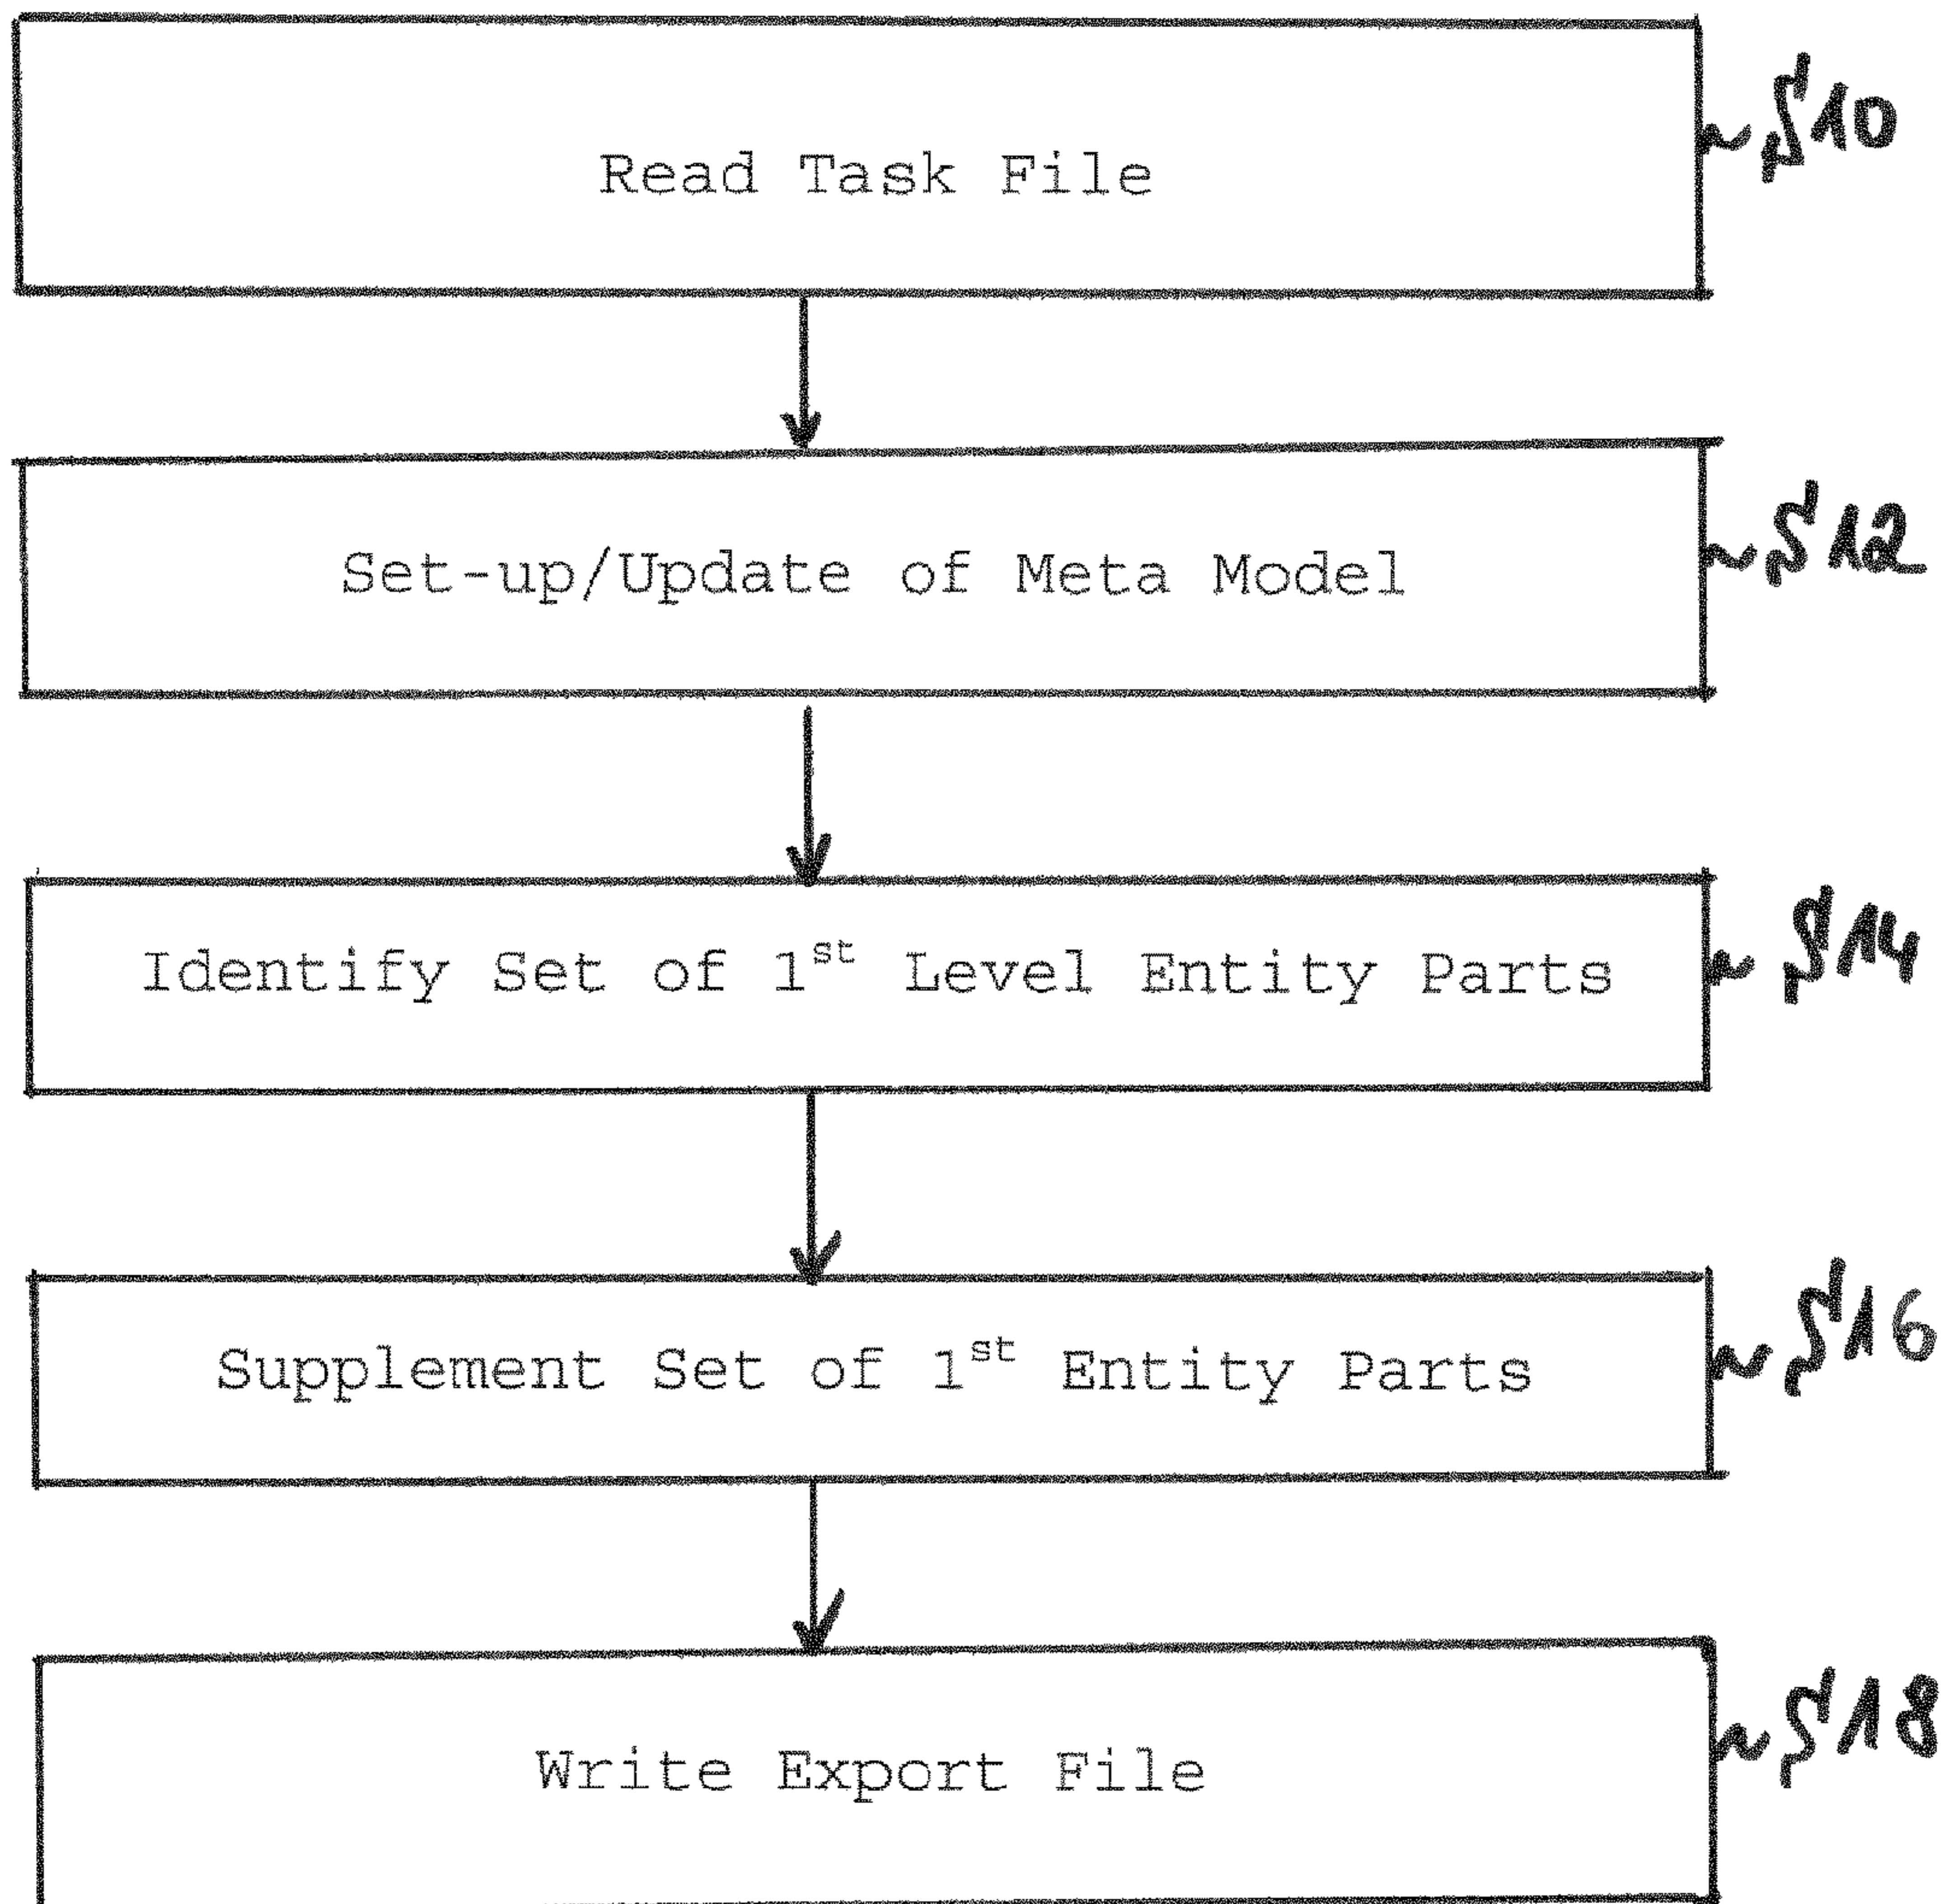 Read Task File
S10
Set-up/Update of Meta Model
S12
Identify Set of 1st Level Entity Parts
S14
Supplement Set of 1st Entity Parts
S16
Write Export File
S18